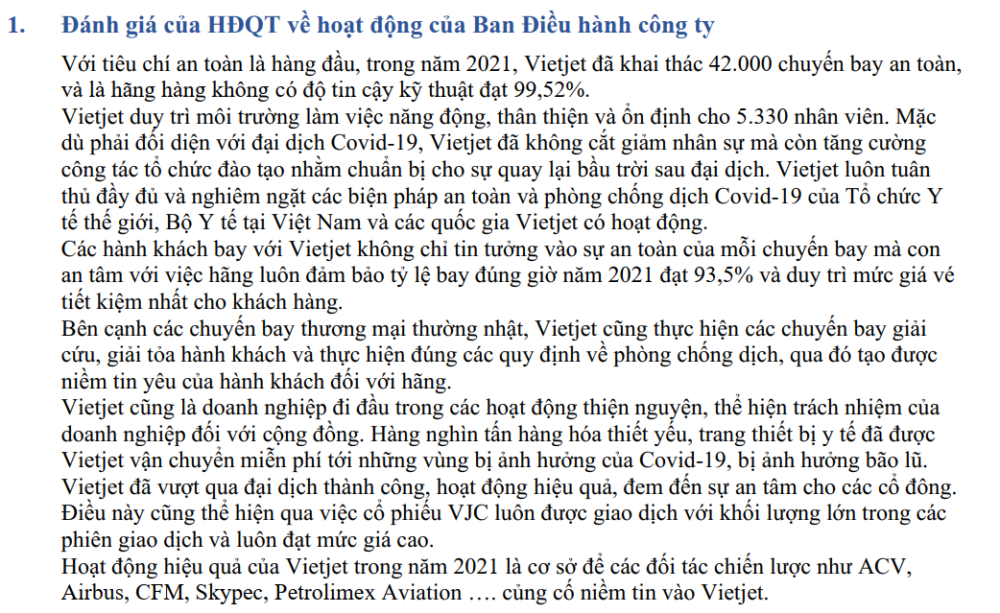 1. Đánh giá của HĐQT về hoạt động của Ban Điều hành công ty
Với tiêu chí an toàn là hàng đầu, trong năm 2021, Vietjet đã khai thác 42.000 chuyến bay an toàn,
và là hãng hàng không có độ tin cậy kỹ thuật đạt 99,52%.
Vietjet duy trì môi trường làm việc năng động, thân thiện và ổn định cho 5.330 nhân viên. Mặc
dù phải đối diện với đại dịch Covid-19, Vietjet đã không cắt giảm nhân sự mà còn tăng cường
công tác tổ chức đào tạo nhằm chuẩn bị cho sự quay lại bầu trời sau đại dịch. Vietjet luôn tuân
thủ đầy đủ và nghiêm ngặt các biện pháp an toàn và phòng chống dịch Covid-19 của Tổ chức Y
tế thế giới, Bộ Y tế tại Việt Nam và các quốc gia Vietjet có hoạt động.
Các hành khách bay với Vietjet không chỉ tin tưởng vào sự an toàn của mỗi chuyến bay mà con
an tâm với việc hãng luôn đảm bảo tỷ lệ bay đúng giờ năm 2021 đạt 93,5% và duy trì mức giá vé
tiết kiệm nhất cho khách hàng.
Bên cạnh các chuyến bay thương mại thường nhật, Vietjet cũng thực hiện các chuyến bay giải
cứu, giải tỏa hành khách và thực hiện đúng các quy định về phòng chống dịch, qua đó tạo được
niềm tin yêu của hành khách đối với hãng.
Vietjet cũng là doanh nghiệp đi đầu trong các hoạt động thiện nguyện, thể hiện trách nhiệm của
doanh nghiệp đối với cộng đồng. Hàng nghìn tấn hàng hóa thiết yếu, trang thiết bị y tế đã được
Vietjet vận chuyển miễn phí tới những vùng bị ảnh hưởng của Covid-19, bị ảnh hưởng bão lũ.
Vietjet đã vượt qua đại dịch thành công, hoạt động hiệu quả, đem đến sự an tâm cho các cổ đông.
Điều này cũng thể hiện qua việc cổ phiếu VJC luôn được giao dịch với khối lượng lớn trong các
phiên giao dịch và luôn đạt mức giá cao.
Hoạt động hiệu quả của Vietjet trong năm 2021 là cơ sở để các đối tác chiến lược như ACV,
Airbus, CFM, Skypec, Petrolimex Aviation …. củng cố niềm tin vào Vietjet.